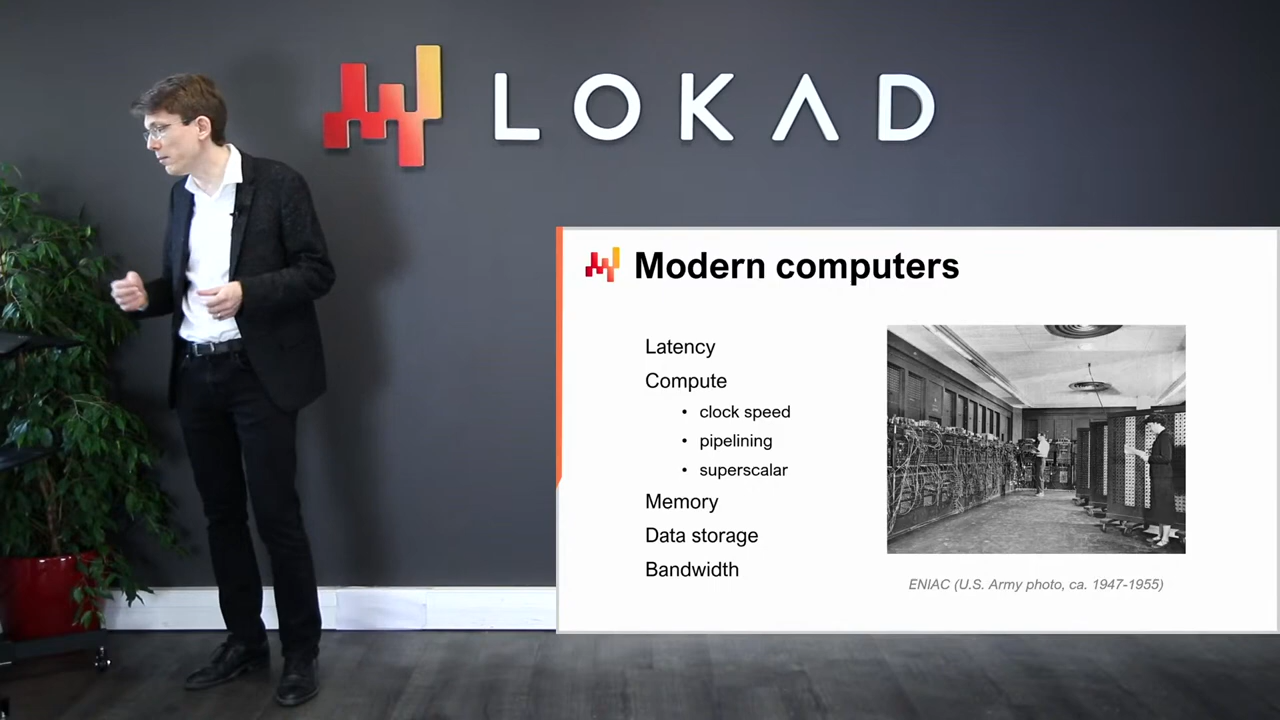 LOKAD
Modern computers
Latency
Compute
• clock speed
• pipelining
• superscalar
Memory
Data storage
Bandwidth
ENIAC (U.S. Army photo, ca. 1947-1955)